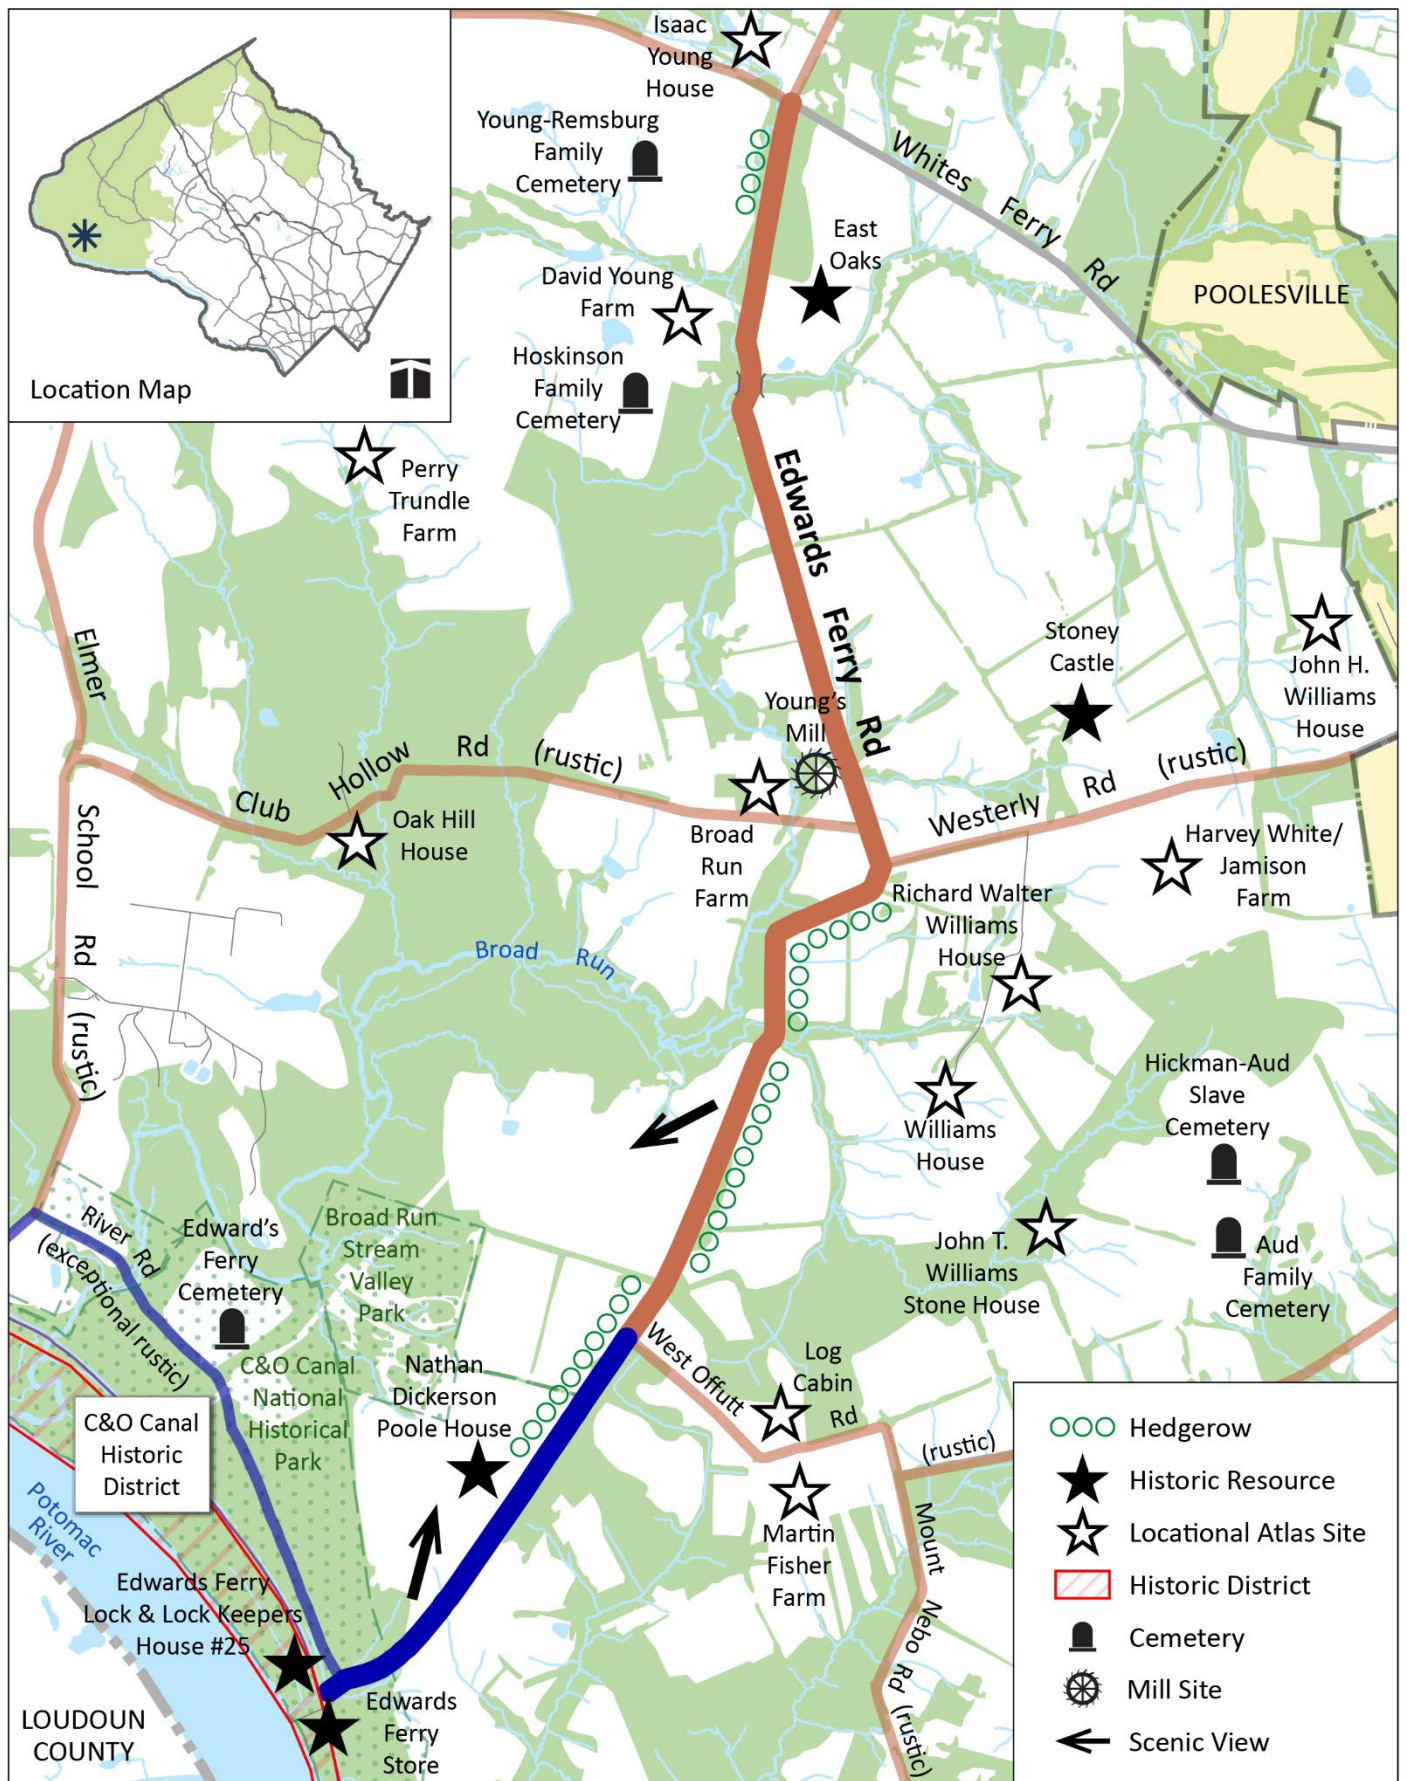 Isaac
Young
House
Young-Remsburg
Family
Cemetery
Whites Ferry Rd
East
Oaks
David Young
Farm
POOLESVILLE
Hoskinson
Family
Cemetery
Location Map
Perry
Trundle
Farm
Edwards Ferry Rd
Stoney
Castle
John H.
Williams
House
Elmer School Rd (rustic)
Young's
Mill
Club Hollow Rd (rustic)
Westerly Rd (rustic)
Oak Hill
House
Broad
Run
Farm
Harvey White/
Jamison
Farm
Richard Walter
Williams
House
Broad Run
Hickman-Aud
Slave
Cemetery
Williams
House
River Rd
(exceptional rustic)
Edward's
Ferry
Cemetery
Broad Run
Stream
Valley
Park
John T.
Williams
Stone House
Aud
Family
Cemetery
C&O Canal
National
Historical
Park
Nathan
Dickerson
Poole House
West Offutt Rd
(rustic)
Log
Cabin
C&O Canal
Historic
District
Potomac
River
Martin
Fisher
Farm
Mount Nebo Rd (rustic)
Edwards Ferry
Lock & Lock Keepers
House #25
Edwards
Ferry
Store
LOUDOUN
COUNTY
Hedgerow
Historic Resource
Locational Atlas Site
Historic District
Cemetery
Mill Site
Scenic View